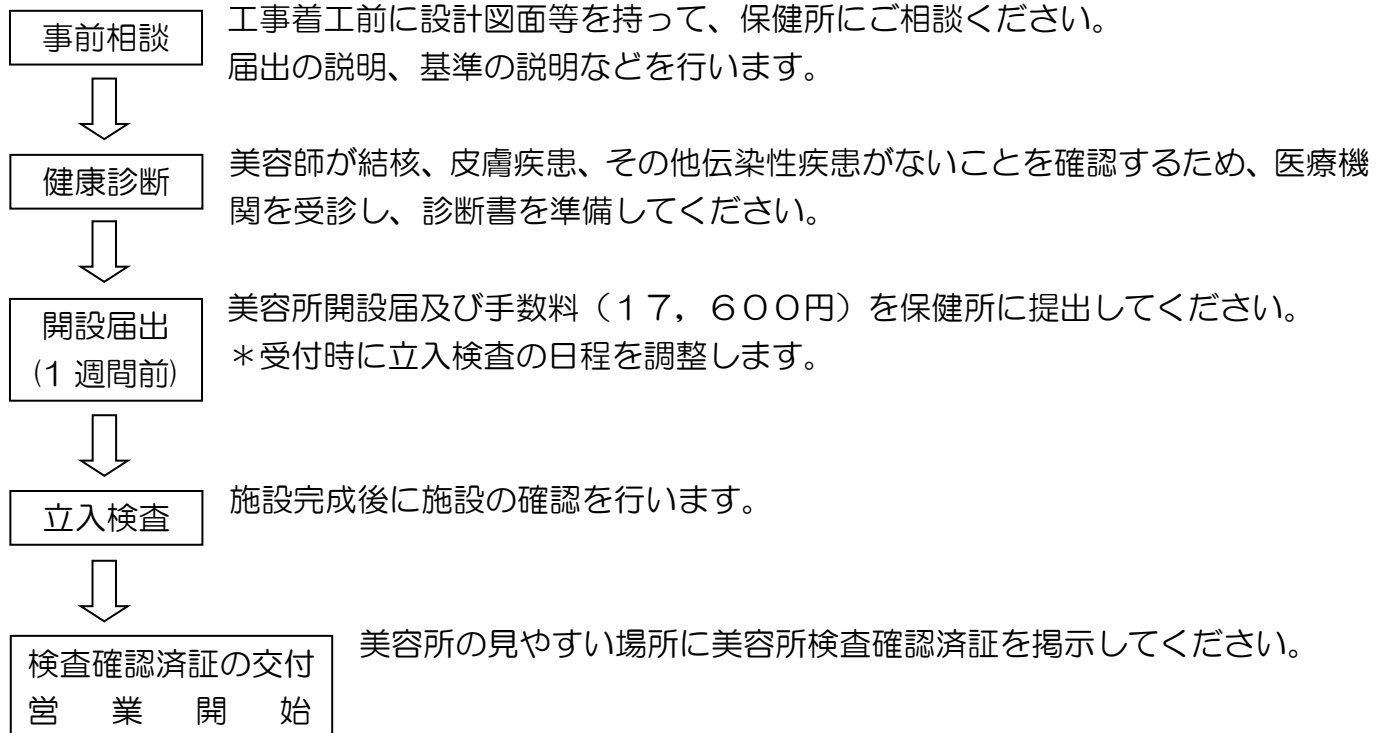 事前相談
工事着工前に設計図面等を持って、保健所にご相談ください。
届出の説明、基準の説明などを行います。
健康診断
美容師が結核、皮膚疾患、その他伝染性疾患がないことを確認するため、医療機
関を受診し、診断書を準備してください。
開設届出
(1 週間前)
美容所開設届及び手数料（１７，６００円）を保健所に提出してください。
＊受付時に立入検査の日程を調整します。
立入検査
施設完成後に施設の確認を行います。
検査確認済証の交付
営　業　開　始
美容所の見やすい場所に美容所検査確認済証を掲示してください。